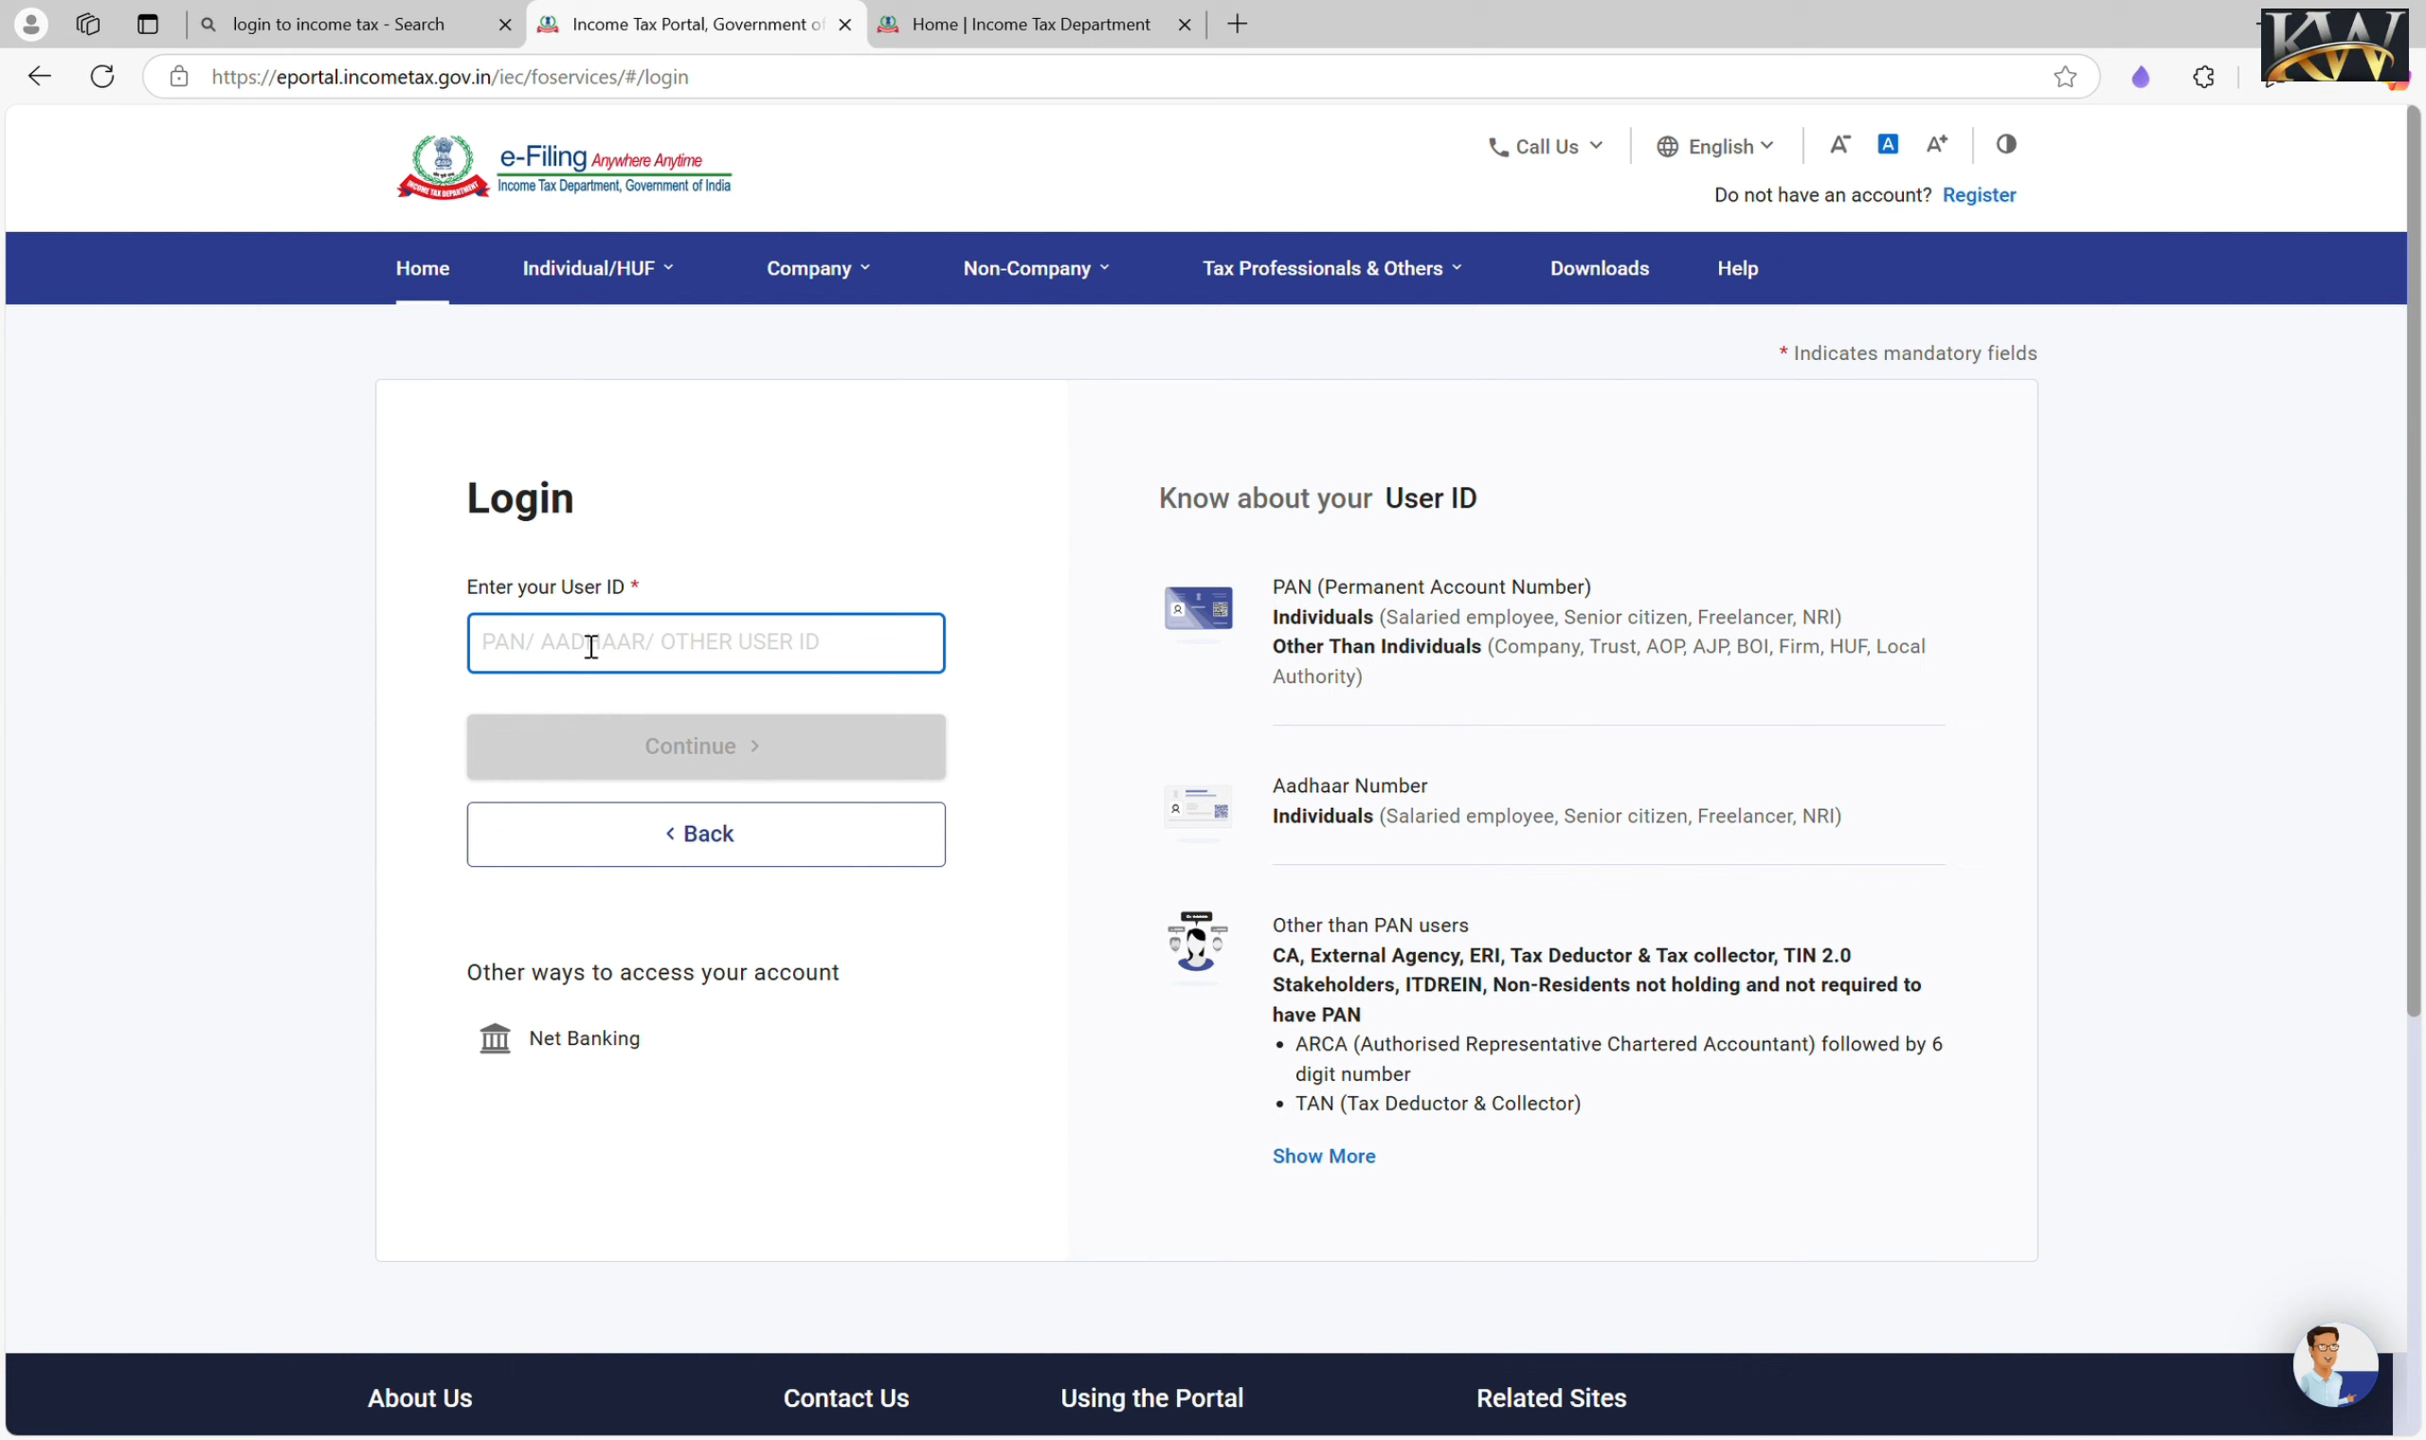 login to income tax - Search
Income Tax Portal, Government of
Home | Income Tax Department
KW
https://eportal.incometax.gov.in/iec/foservices/#/login
e-Filing Anywhere Anytime
Income Tax Department, Government of India
INCOME TAX DEPARTMENT
Call Us
English
A-
A
A+
Do not have an account? Register
Home
Individual/HUF
Company
Non-Company
Tax Professionals & Others
Downloads
Help
* Indicates mandatory fields
Login
Enter your User ID *
PAN/ AADHAAR/ OTHER USER ID
Continue >
< Back
Other ways to access your account
Net Banking
Know about your User ID
PAN (Permanent Account Number)
Individuals (Salaried employee, Senior citizen, Freelancer, NRI)
Other Than Individuals (Company, Trust, AOP, AJP, BOI, Firm, HUF, Local
Authority)
Aadhaar Number
Individuals (Salaried employee, Senior citizen, Freelancer, NRI)
Other than PAN users
CA, External Agency, ERI, Tax Deductor & Tax collector, TIN 2.0
Stakeholders, ITDREIN, Non-Residents not holding and not required to
have PAN
• ARCA (Authorised Representative Chartered Accountant) followed by 6
digit number
• TAN (Tax Deductor & Collector)
Show More
About Us
Contact Us
Using the Portal
Related Sites